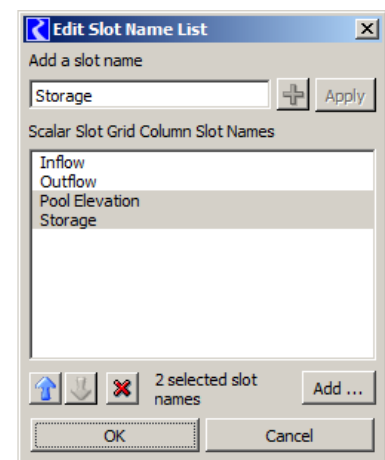 Edit Slot Name List
Add a slot name
Storage
Apply
Scalar Slot Grid Column Slot Names
Inflow
Outflow
Pool Elevation
Storage
2 selected slot
names
Add ...
OK Cancel